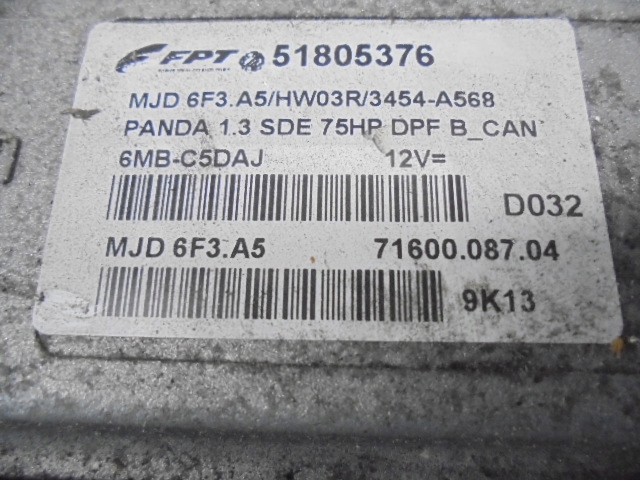 FPT 51805376
MJD 6F3.A5/HW03R/3454-A568
PANDA 1.3 SDE 75HP DPF B_CAN
6MB-C5DAJ 12V=
D032
MJD 6F3.A5 71600.087.04
9K13